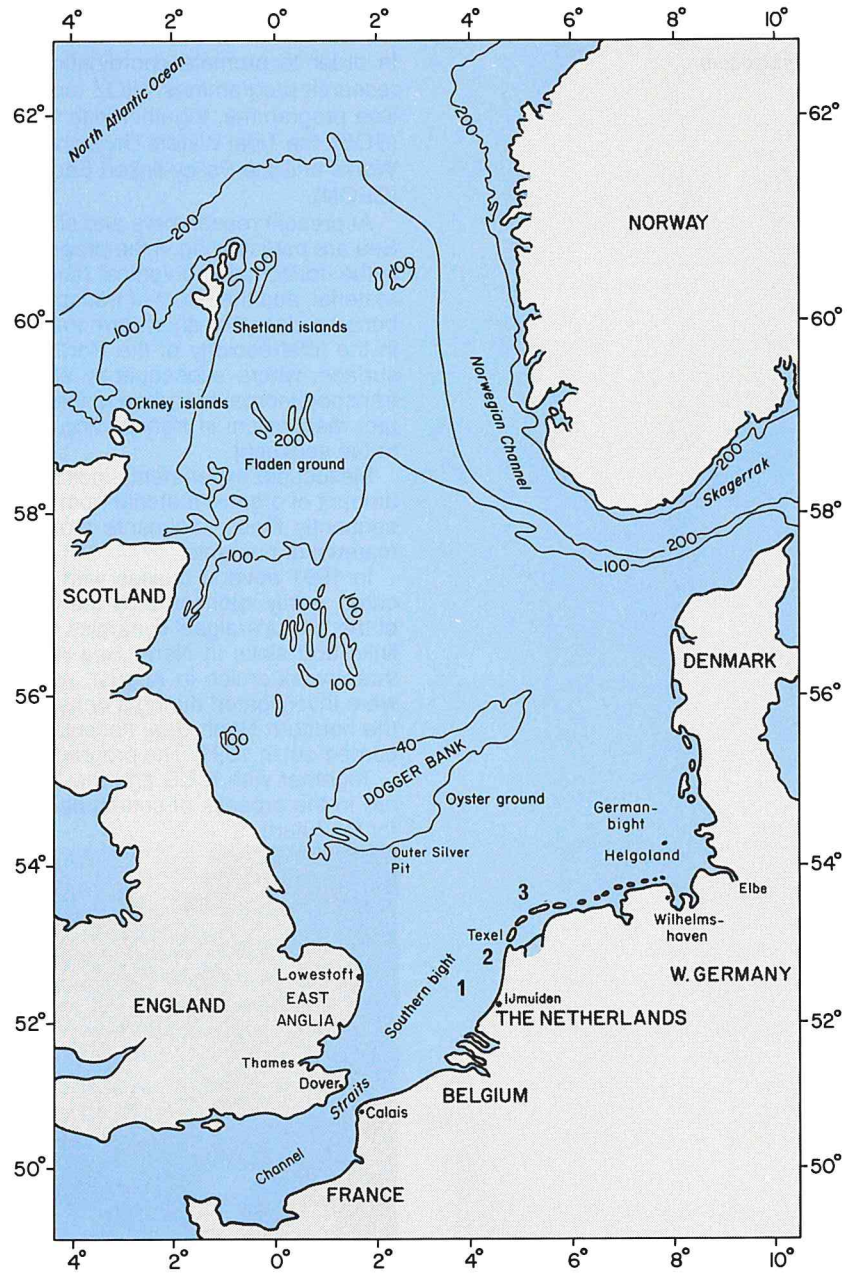 4° 2° 0° 2° 4° 6° 8° 10°
62° 62°
North Atlantic Ocean
200
200
NORWAY
100
100
60° 60°
100
Shetland islands
Norwegian Channel
Orkney islands
200
Fladen ground
200
Skagerrak
58° 58°
200
100
100
SCOTLAND
100
100
DENMARK
100
56° 56°
100
40
DOGGER BANK
Oyster ground
German-
bight
Helgoland
54° 54°
Outer Silver
Pit
Elbe
3
Texel
Wilhelms-
haven
2
Lowestoft
W. GERMANY
Southern bight
1
ENGLAND
EAST
ANGLIA
IJmuiden
52° 52°
THE NETHERLANDS
Thames
Dover
Straits
BELGIUM
Calais
Channel
50° 50°
FRANCE
4° 2° 0° 2° 4° 6° 8° 10°